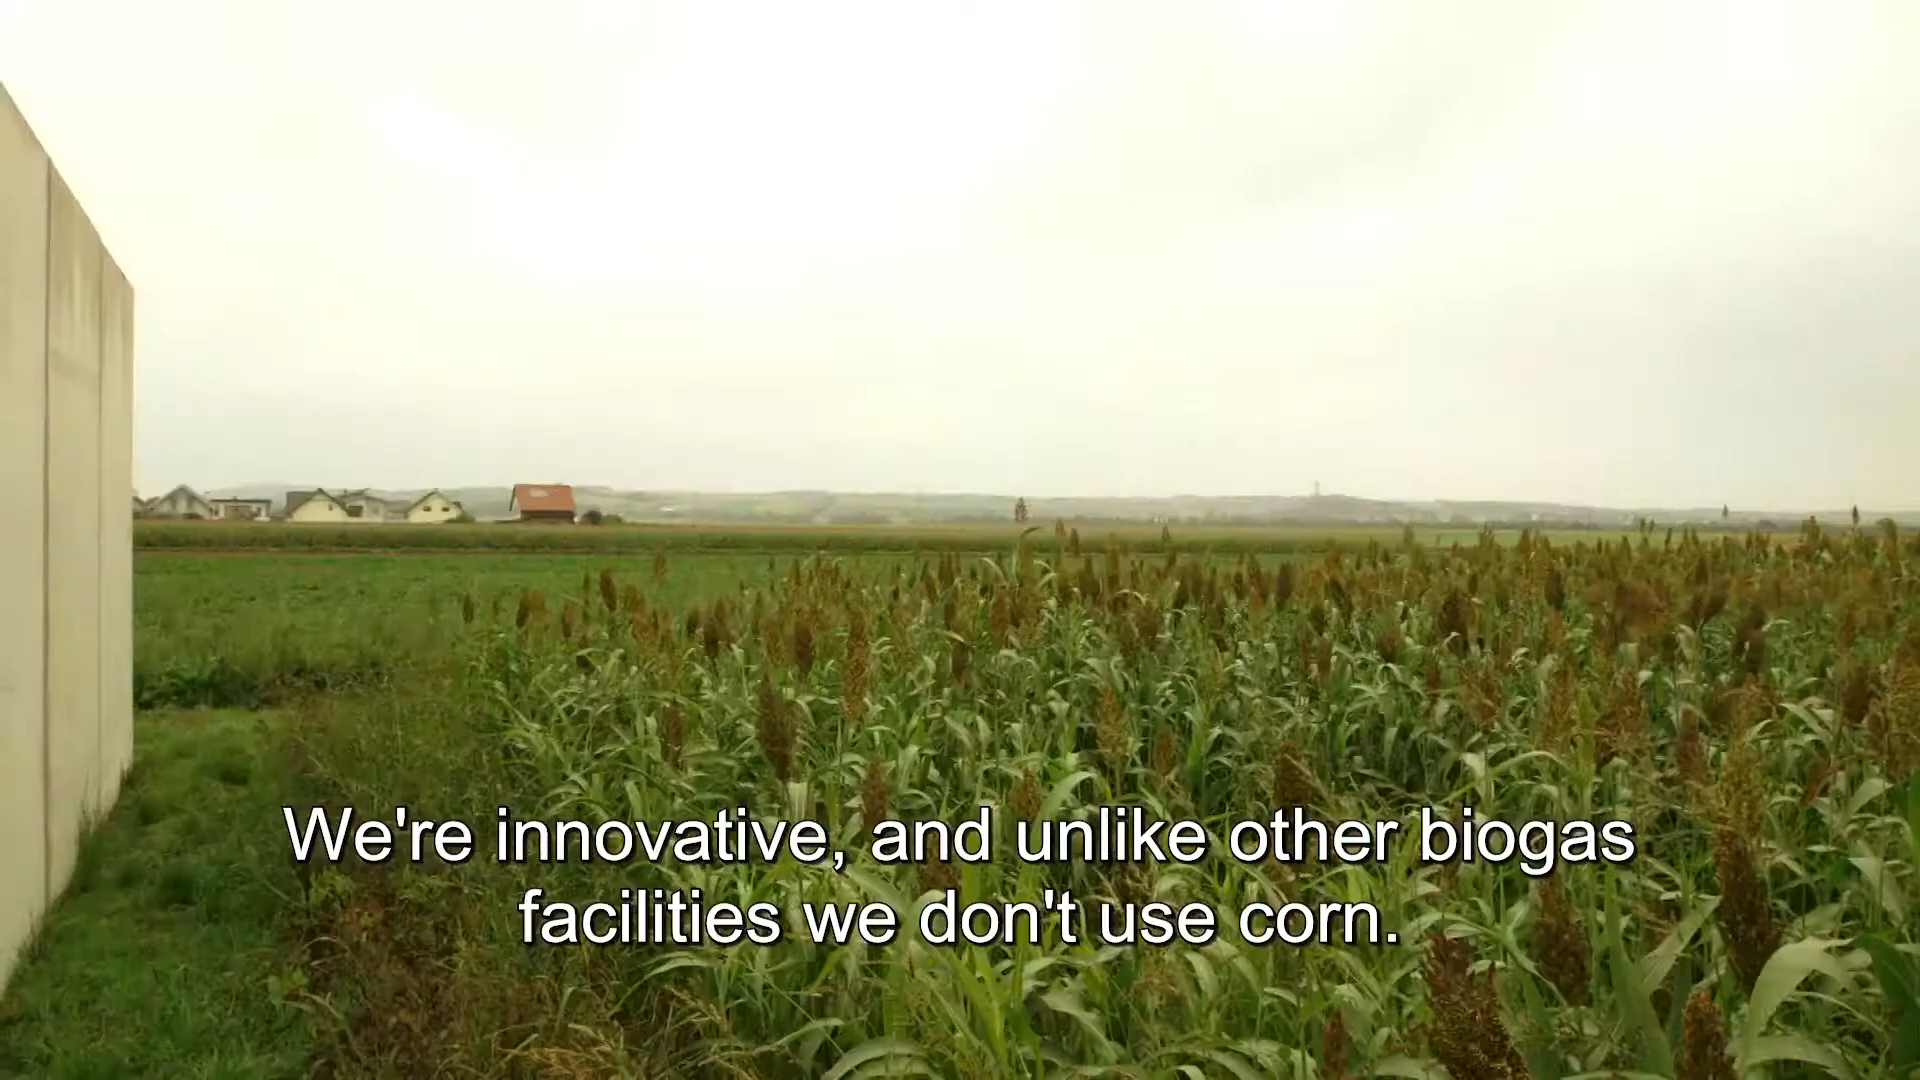 We're innovative, and unlike other biogas
facilities we don't use corn.